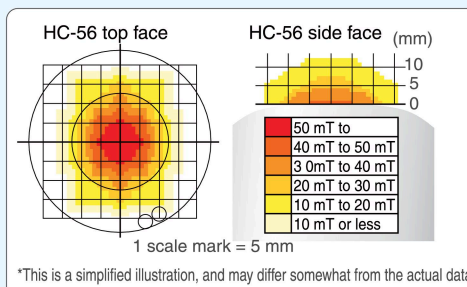 HC-56 top face
HC-56 side face
(mm)
10
5
0
50 mT to
40 mT to 50 mT
3 0mT to 40 mT
20 mT to 30 mT
10 mT to 20 mT
10 mT or less
1 scale mark = 5 mm
*This is a simplified illustration, and may differ somewhat from the actual data